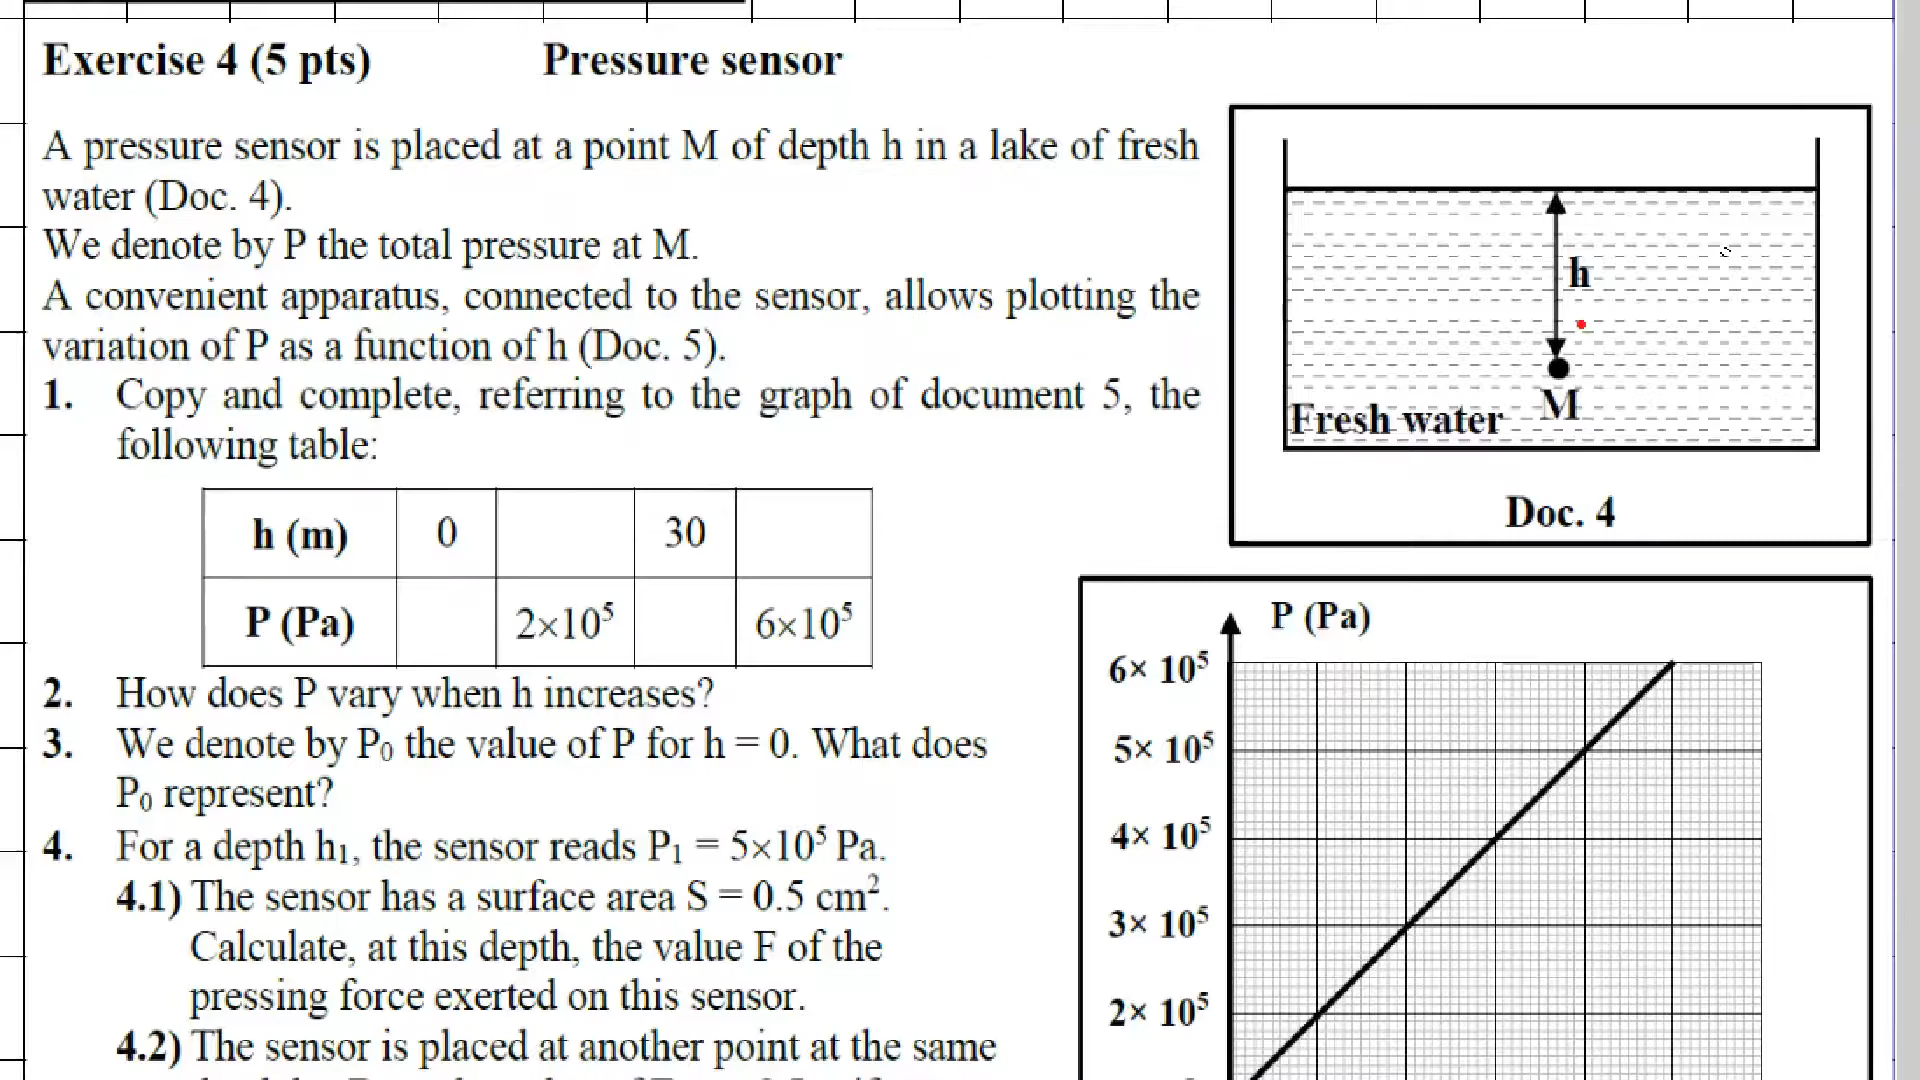 Exercise 4 (5 pts) Pressure sensor
A pressure sensor is placed at a point M of depth h in a lake of fresh
water (Doc. 4).
We denote by P the total pressure at M.
A convenient apparatus, connected to the sensor, allows plotting the
variation of P as a function of h (Doc. 5).
1. Copy and complete, referring to the graph of document 5, the
following table:
h (m) 0 30
P (Pa) 2×10⁵ 6×10⁵
2. How does P vary when h increases?
3. We denote by P₀ the value of P for h = 0. What does
P₀ represent?
4. For a depth h₁, the sensor reads P₁ = 5×10⁵ Pa.
4.1) The sensor has a surface area S = 0.5 cm².
Calculate, at this depth, the value F of the
pressing force exerted on this sensor.
4.2) The sensor is placed at another point at the same
h
M
Fresh water
Doc. 4
P (Pa)
6× 10⁵
5× 10⁵
4× 10⁵
3× 10⁵
2× 10⁵